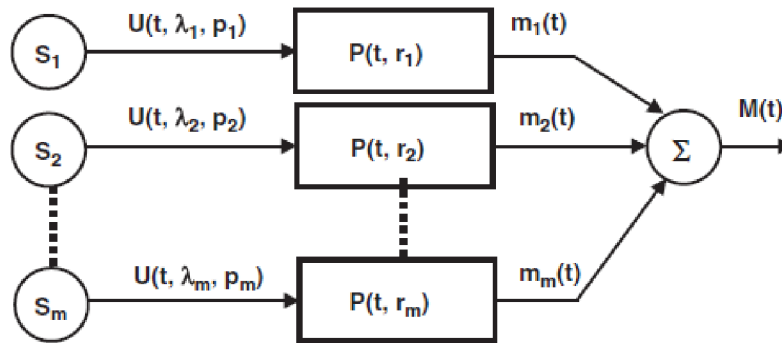 U(t, λ₁, p₁)
m₁(t)
S₁
P(t, r₁)
U(t, λ₂, p₂)
m₂(t)
M(t)
S₂
P(t, r₂)
Σ
U(t, λₘ, pₘ)
mₘ(t)
Sₘ
P(t, rₘ)